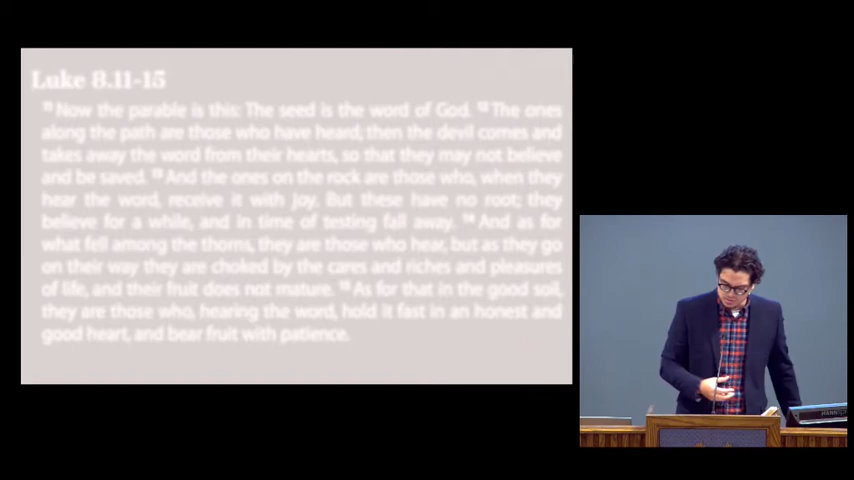 Luke 8.11-15
11 Now the parable is this: The seed is the word of God. 12 The ones
along the path are those who have heard, then the devil comes and
takes away the word from their hearts, so that they may not believe
and be saved. 13 And the ones on the rock are those who, when they
hear the word, receive it with joy. But these have no root; they
believe for a while, and in time of testing fall away. 14 And as for
what fell among the thorns, they are those who hear, but as they go
on their way they are choked by the cares and riches and pleasures
of life, and their fruit does not mature. 15 As for that in the good soil,
they are those who, hearing the word, hold it fast in an honest and
good heart, and bear fruit with patience.